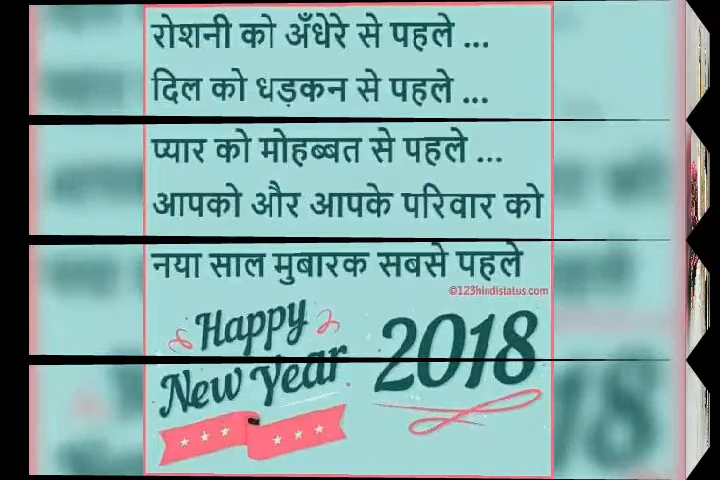 रोशनी को अँधेरे से पहले ...
दिल को धड़कन से पहले ...
प्यार को मोहब्बत से पहले ...
आपको और आपके परिवार को
नया साल मुबारक सबसे पहले
©123hindistatus.com
Happy
New Year
2018